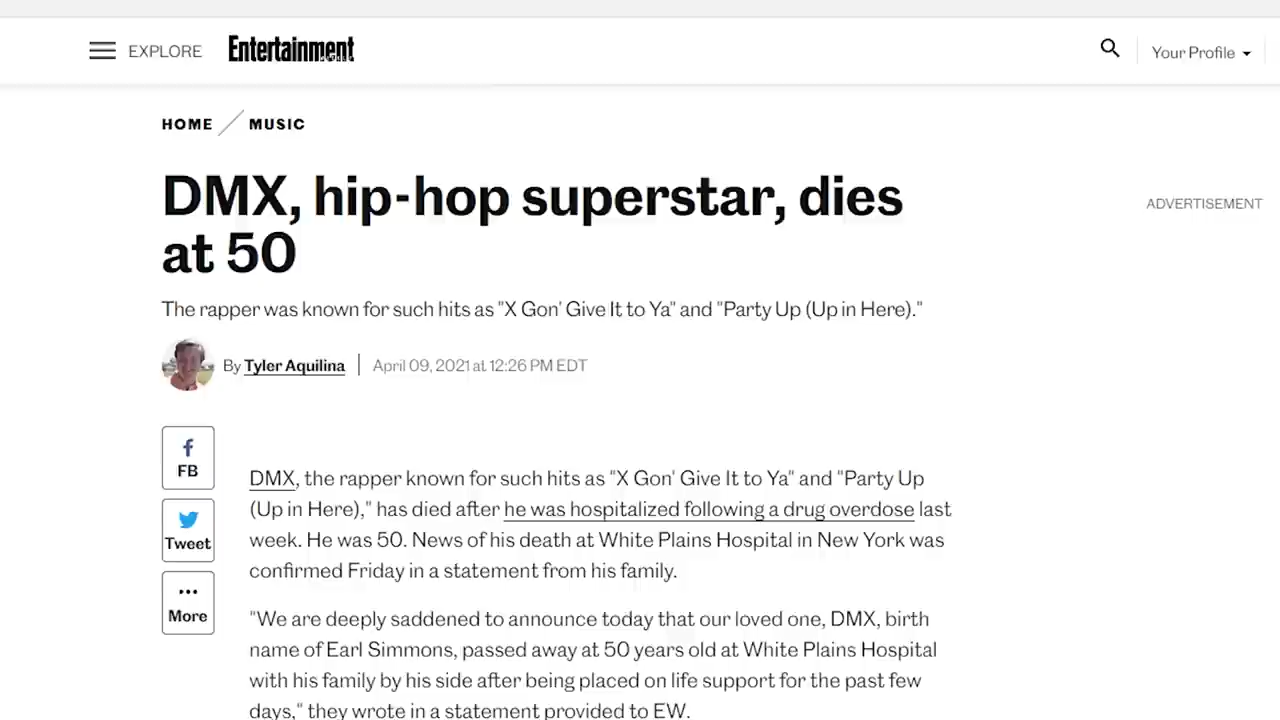 EXPLORE
Entertainment
Your Profile
HOME
MUSIC
DMX, hip-hop superstar, dies
at 50
ADVERTISEMENT
The rapper was known for such hits as "X Gon' Give It to Ya" and "Party Up (Up in Here)."
By Tyler Aquilina
April 09, 2021 at 12:26 PM EDT
FB
Tweet
More
DMX, the rapper known for such hits as "X Gon' Give It to Ya" and "Party Up
(Up in Here)," has died after he was hospitalized following a drug overdose last
week. He was 50. News of his death at White Plains Hospital in New York was
confirmed Friday in a statement from his family.
"We are deeply saddened to announce today that our loved one, DMX, birth
name of Earl Simmons, passed away at 50 years old at White Plains Hospital
with his family by his side after being placed on life support for the past few
days," they wrote in a statement provided to EW.